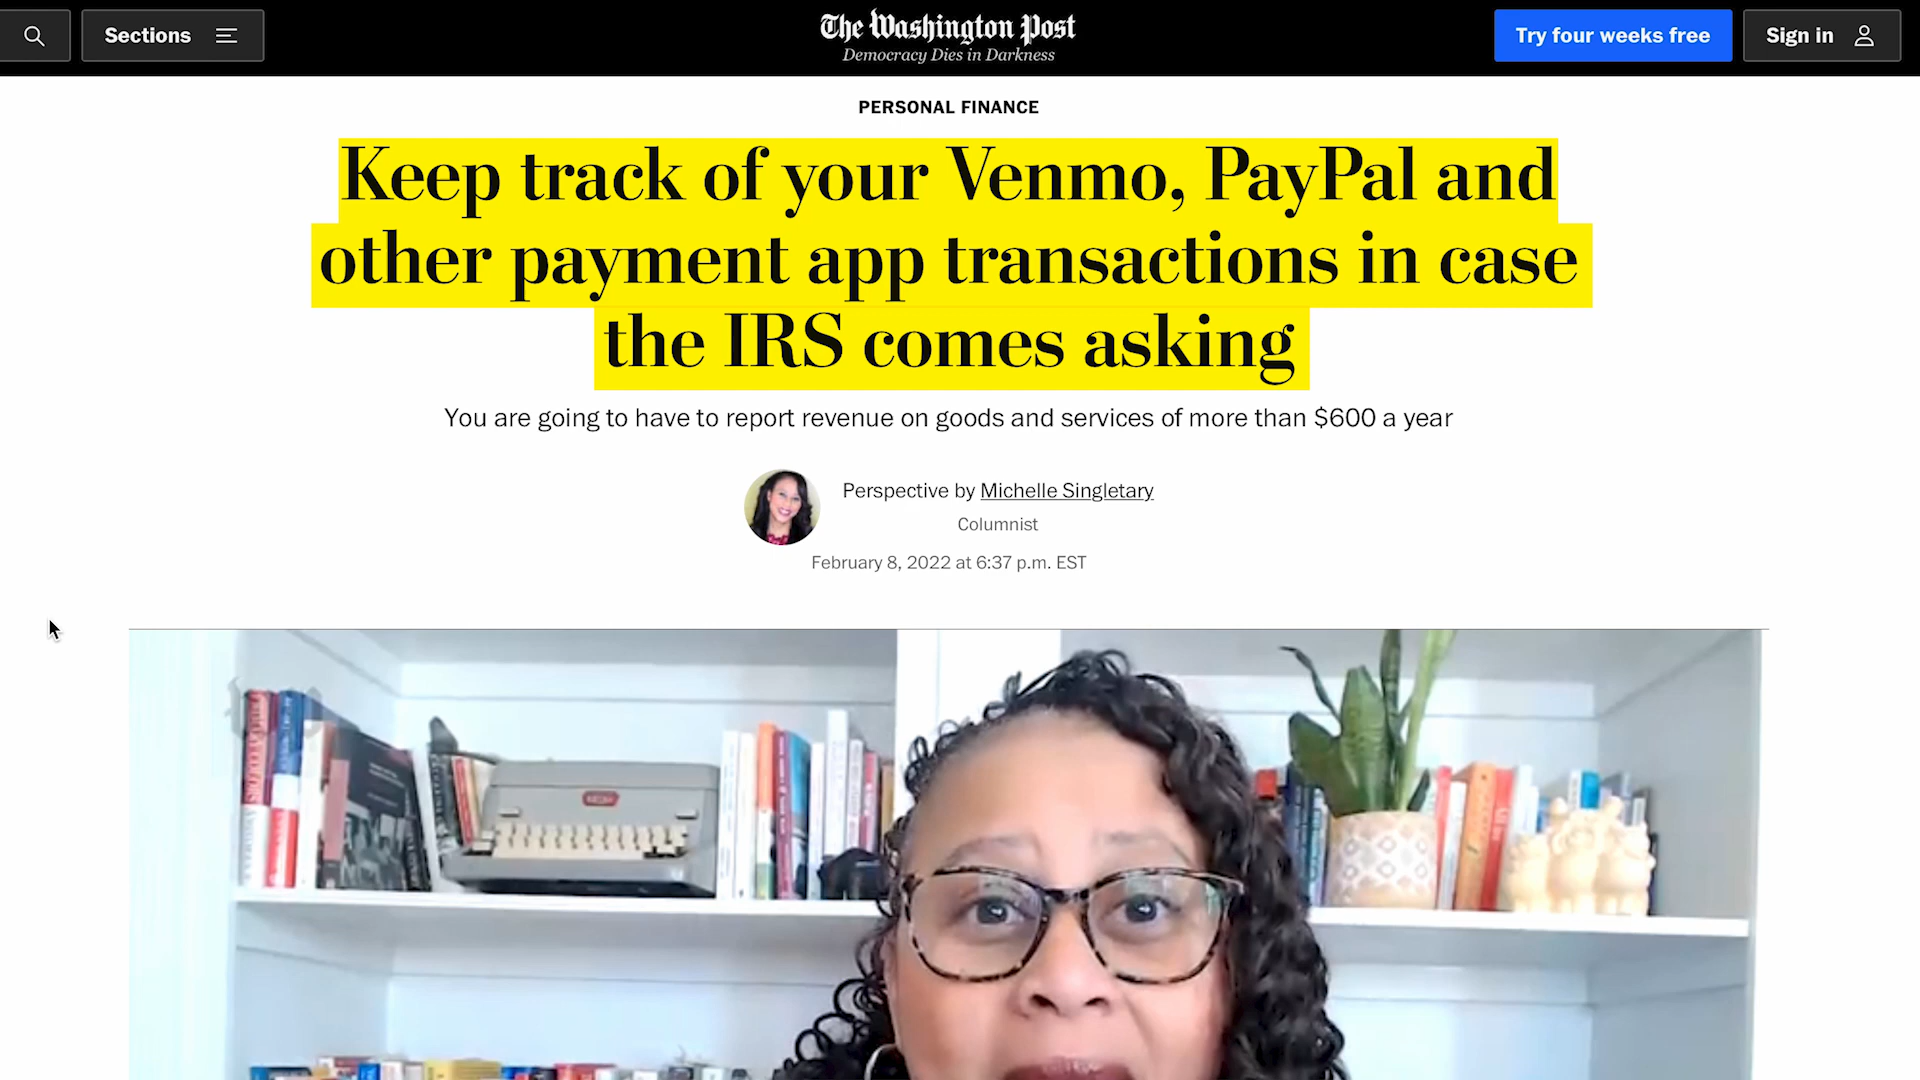 Sections
The Washington Post
Democracy Dies in Darkness
Try four weeks free
Sign in
PERSONAL FINANCE
Keep track of your Venmo, PayPal and
other payment app transactions in case
the IRS comes asking
You are going to have to report revenue on goods and services of more than $600 a year
Perspective by Michelle Singletary
Columnist
February 8, 2022 at 6:37 p.m. EST